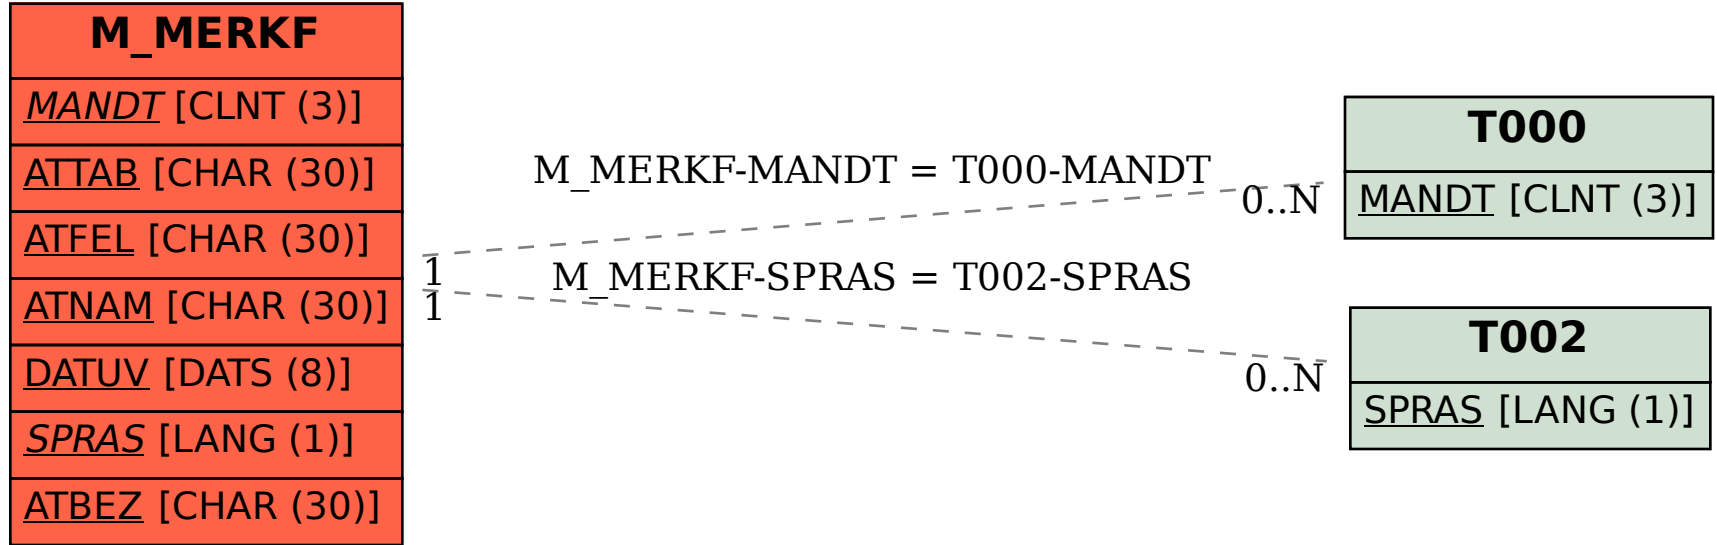 M_MERKF
MANDT [CLNT (3)]
ATTAB [CHAR (30)]
ATFEL [CHAR (30)]
ATNAM [CHAR (30)]
DATUV [DATS (8)]
SPRAS [LANG (1)]
ATBEZ [CHAR (30)]
M_MERKF-MANDT = T000-MANDT
0..N
1
M_MERKF-SPRAS = T002-SPRAS
1
0..N
T000
MANDT [CLNT (3)]
T002
SPRAS [LANG (1)]